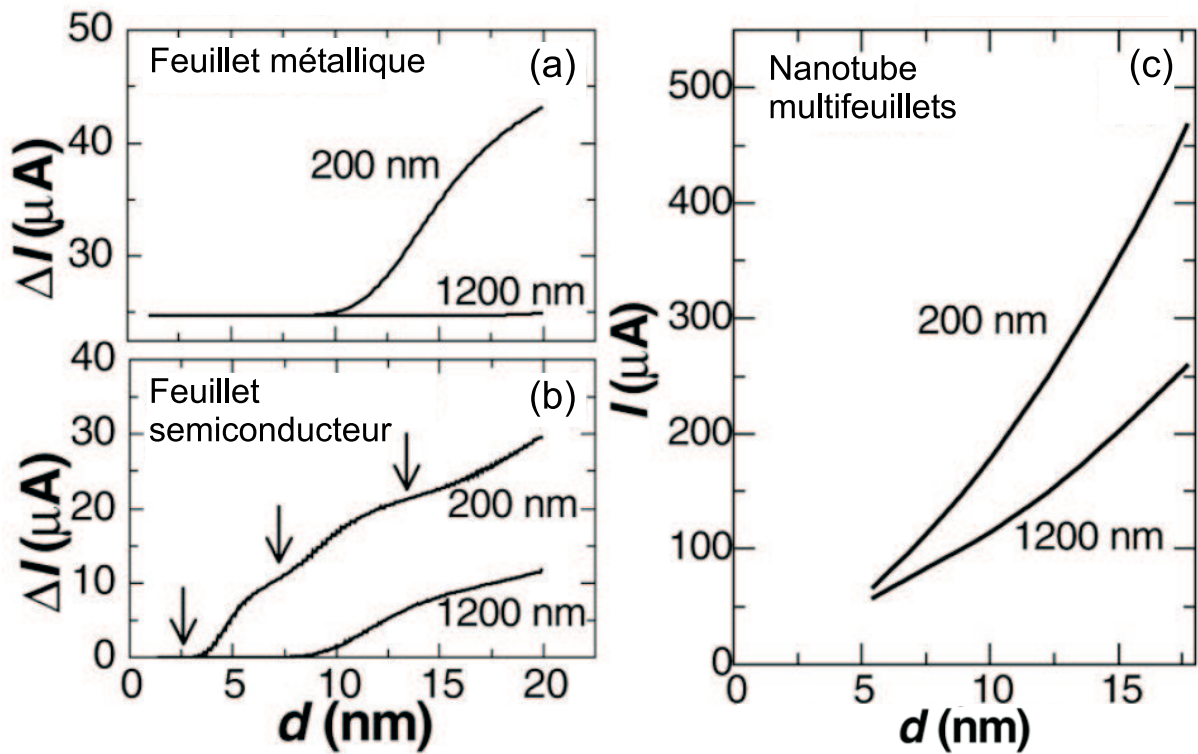 Feuillet métallique
(a)
50
40
30
ΔI (μA)
200 nm
1200 nm
Feuillet
semiconducteur
(b)
40
30
20
10
0
ΔI (μA)
200 nm
1200 nm
0 5 10 15 20
d (nm)
Nanotube
multifeuillets
(c)
500
400
300
200
100
0
I (μA)
200 nm
1200 nm
0 5 10 15
d (nm)